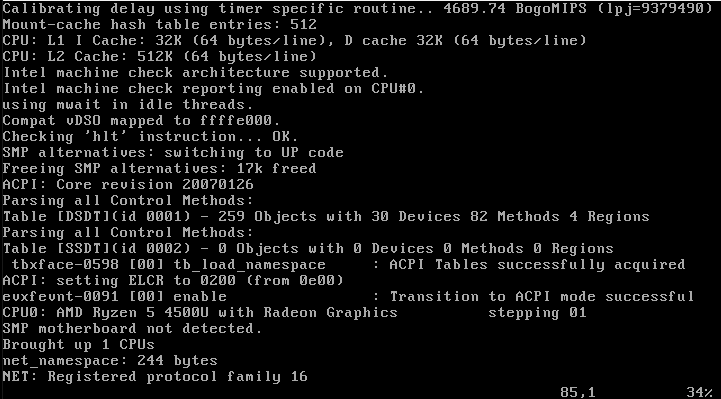 Calibrating delay using timer specific routine.. 4689.74 BogoMIPS (lpj=9379490)
Mount-cache hash table entries: 512
CPU: L1 I Cache: 32K (64 bytes/line), D cache 32K (64 bytes/line)
CPU: L2 Cache: 512K (64 bytes/line)
Intel machine check architecture supported.
Intel machine check reporting enabled on CPU#0.
using mwait in idle threads.
Compat vDSO mapped to ffffe000.
Checking 'hlt' instruction... OK.
SMP alternatives: switching to UP code
Freeing SMP alternatives: 17k freed
ACPI: Core revision 20070126
Parsing all Control Methods:
Table [DSDT](id 0001) - 259 Objects with 30 Devices 82 Methods 4 Regions
Parsing all Control Methods:
Table [SSDT](id 0002) - 0 Objects with 0 Devices 0 Methods 0 Regions
 tbxface-0598 [00] tb_load_namespace     : ACPI Tables successfully acquired
ACPI: setting ELCR to 0200 (from 0e00)
evxfevnt-0091 [00] enable                : Transition to ACPI mode successful
CPU0: AMD Ryzen 5 4500U with Radeon Graphics          stepping 01
SMP motherboard not detected.
Brought up 1 CPUs
net_namespace: 244 bytes
NET: Registered protocol family 16
85,1          34%